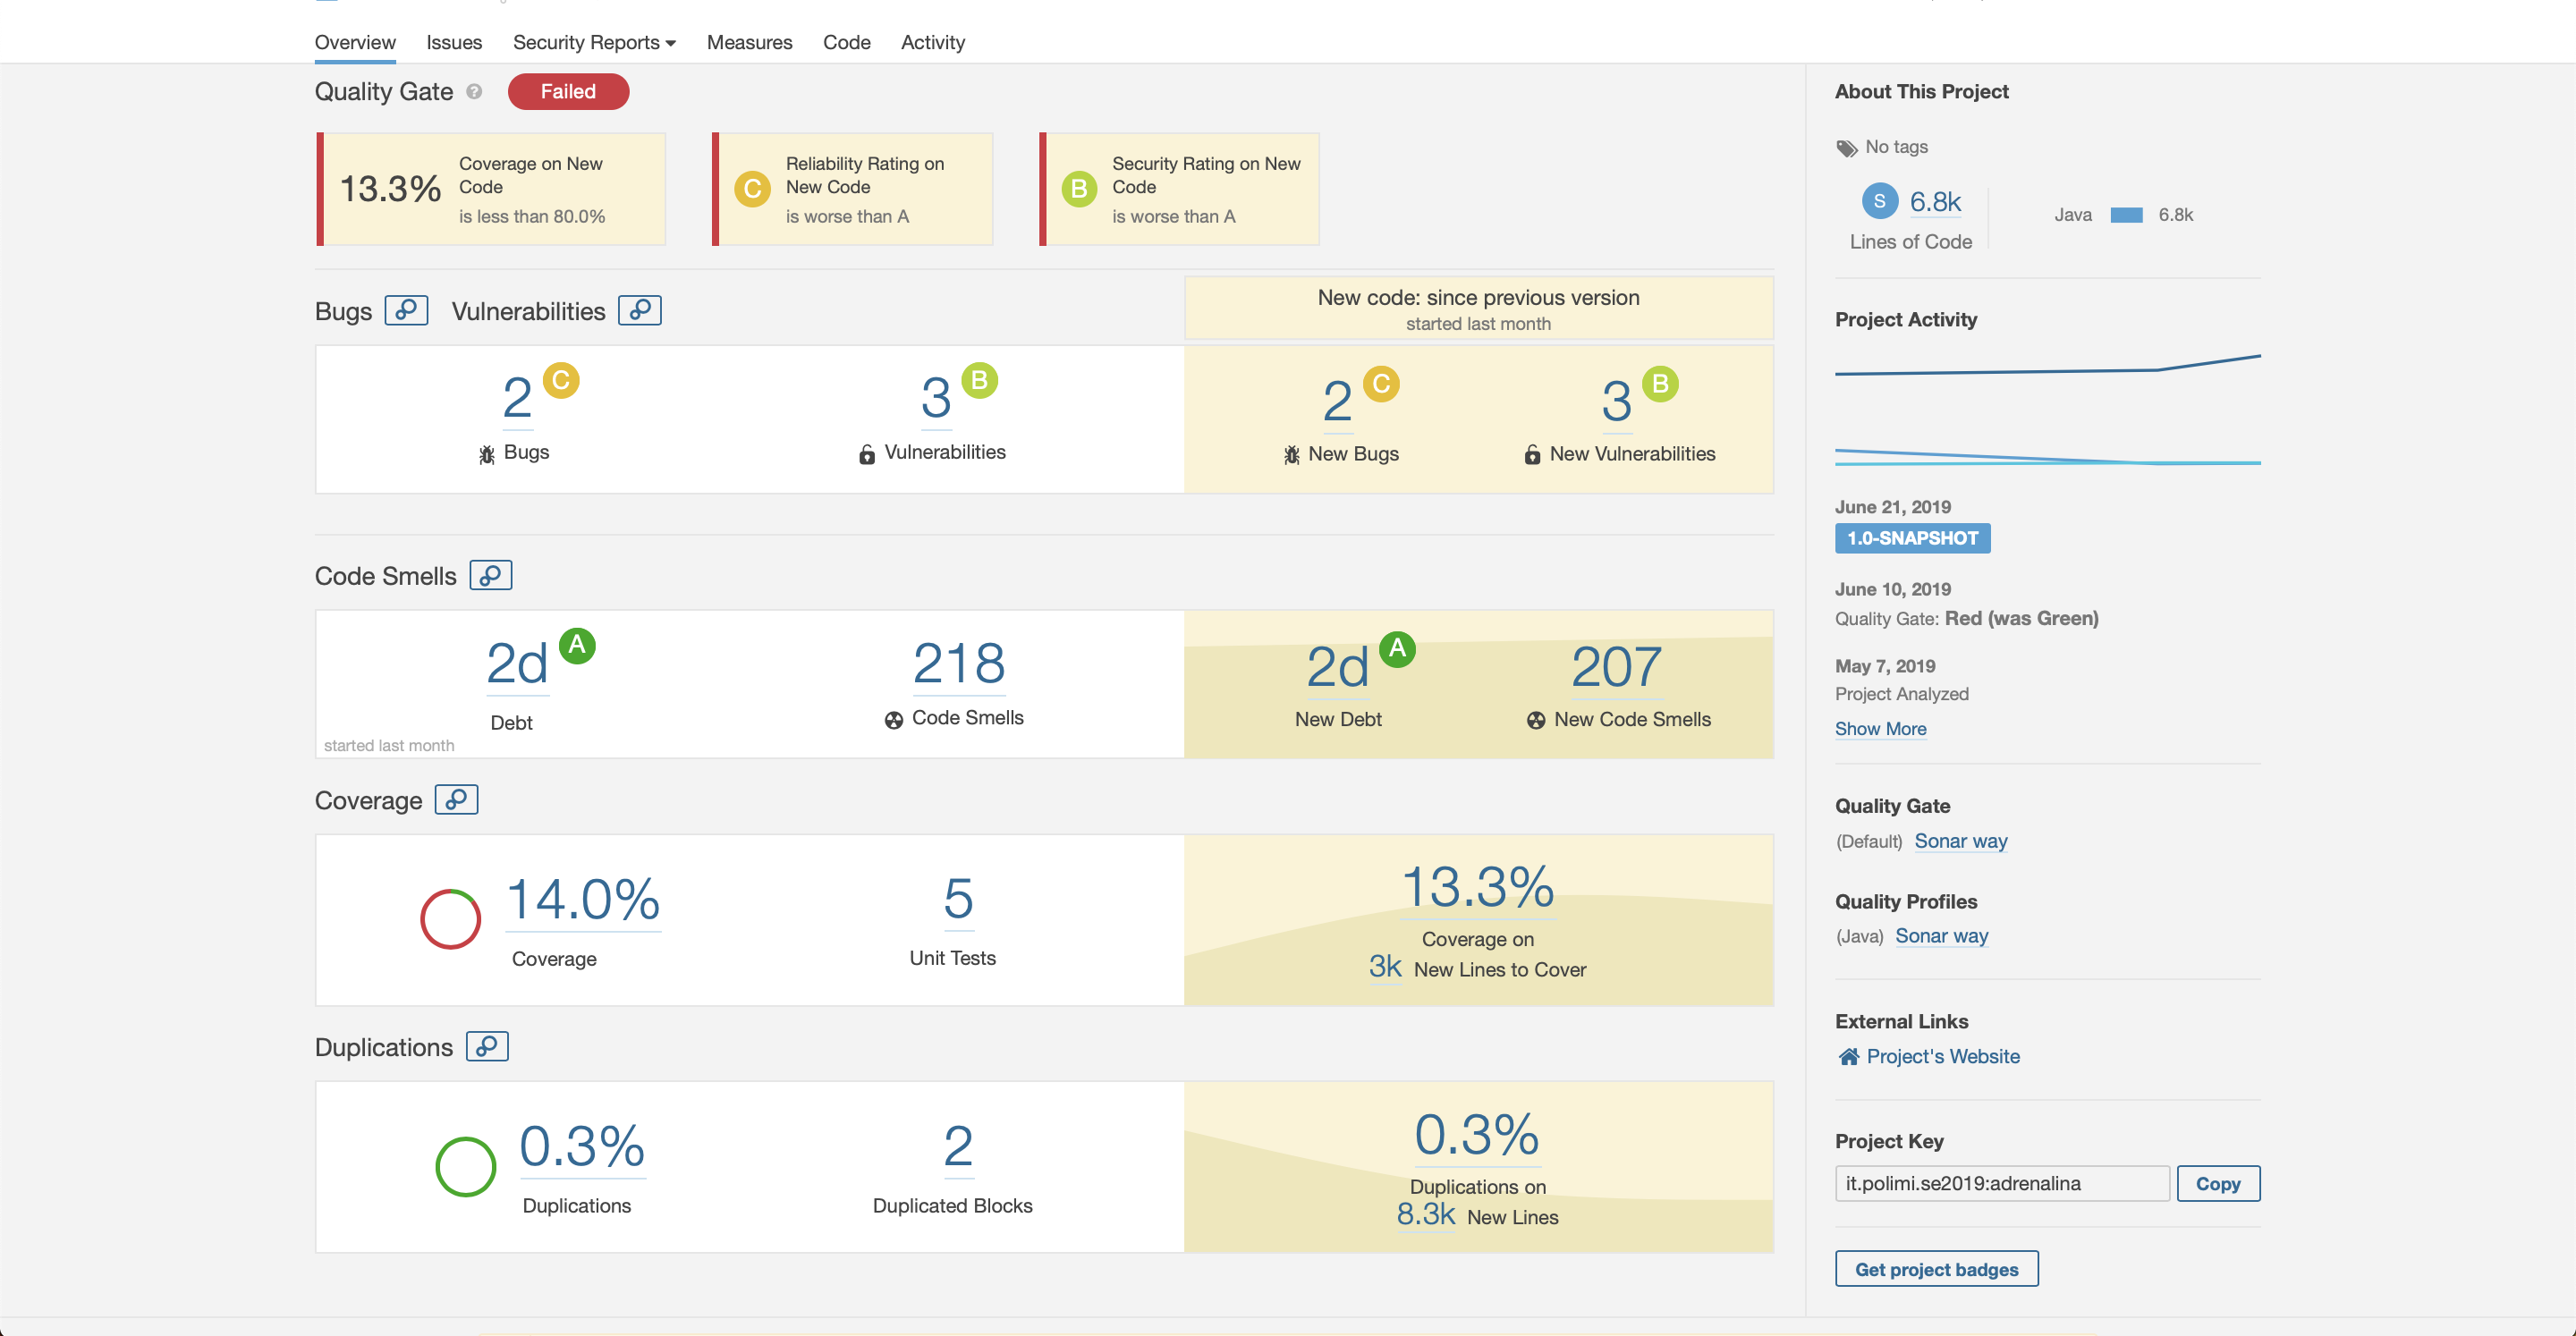 Overview Issues Security Reports Measures Code Activity
Quality Gate ? Failed
13.3%
Coverage on New
Code
is less than 80.0%
C
Reliability Rating on
New Code
is worse than A
B
Security Rating on New
Code
is worse than A
Bugs Vulnerabilities
New code: since previous version
started last month
2 C
Bugs
3 B
Vulnerabilities
2 C
New Bugs
3 B
New Vulnerabilities
Code Smells
2d A
Debt
started last month
218
Code Smells
2d A
New Debt
207
New Code Smells
Coverage
14.0%
Coverage
5
Unit Tests
13.3%
Coverage on
3k New Lines to Cover
Duplications
0.3%
Duplications
2
Duplicated Blocks
0.3%
Duplications on
8.3k New Lines
About This Project
No tags
S 6.8k
Lines of Code
Java 6.8k
Project Activity
June 21, 2019
1.0-SNAPSHOT
June 10, 2019
Quality Gate: Red (was Green)
May 7, 2019
Project Analyzed
Show More
Quality Gate
(Default) Sonar way
Quality Profiles
(Java) Sonar way
External Links
Project's Website
Project Key
it.polimi.se2019:adrenalina Copy
Get project badges